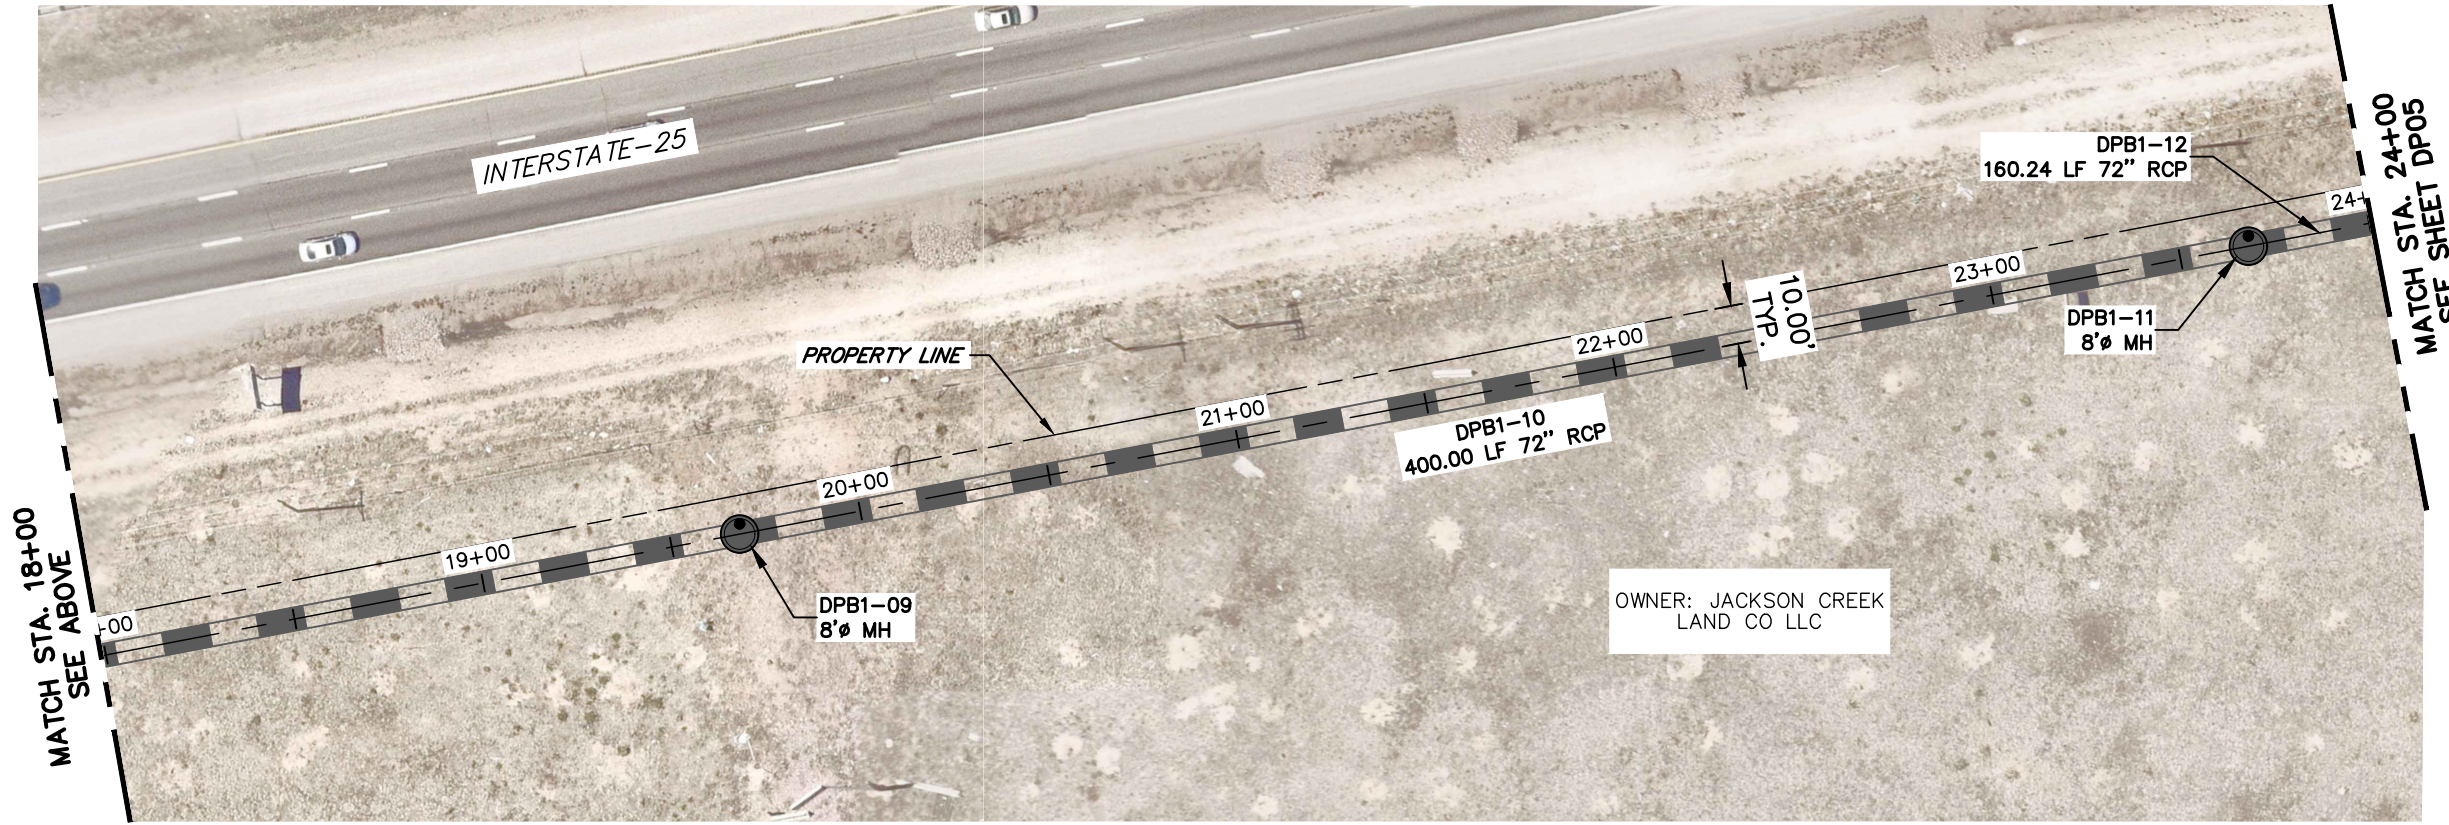 INTERSTATE-25
DPB1-12
160.24 LF 72" RCP
MATCH STA. 24+00
SEE SHEET DP05
24+
23+00
10.00'
TYP.
DPB1-11
8'ø MH
22+00
PROPERTY LINE
21+00
DPB1-10
400.00 LF 72" RCP
20+00
19+00
DPB1-09
8'ø MH
+00
MATCH STA. 18+00
SEE ABOVE
OWNER: JACKSON CREEK
LAND CO LLC